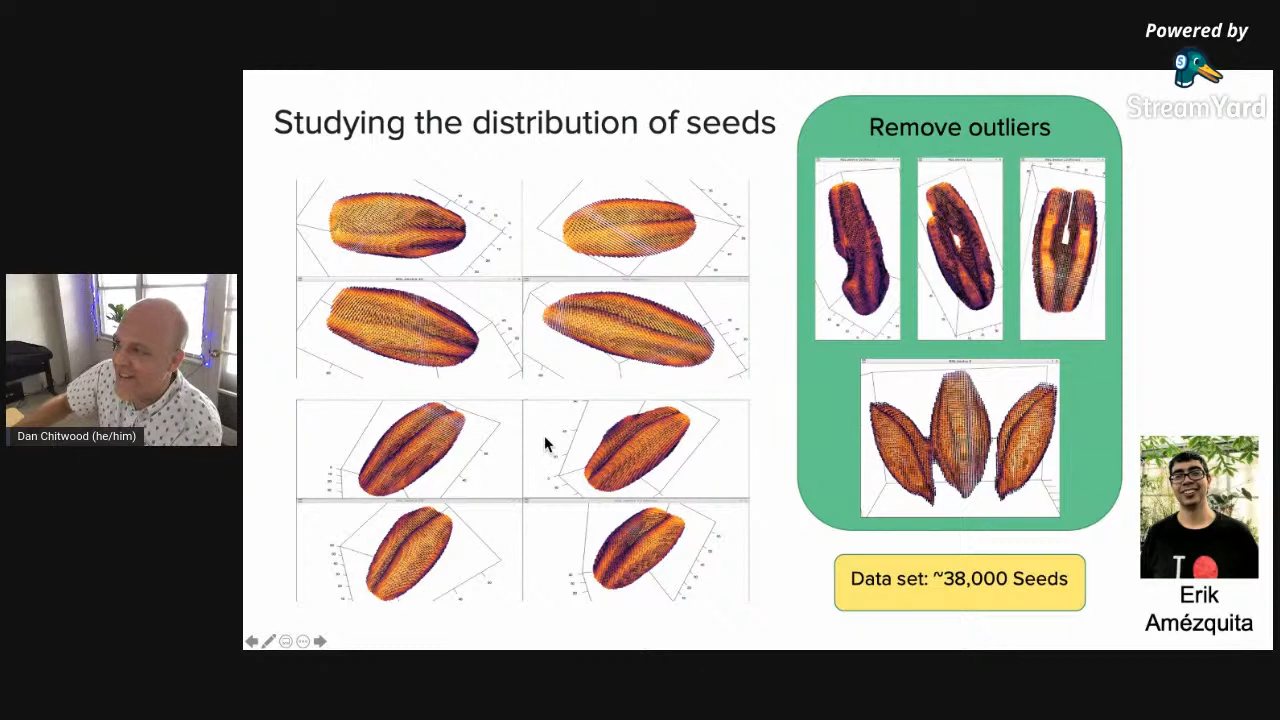 Powered by
StreamYard
Studying the distribution of seeds
Remove outliers
Data set: ~38,000 Seeds
Erik
Amézquita
Dan Chitwood (he/him)
I